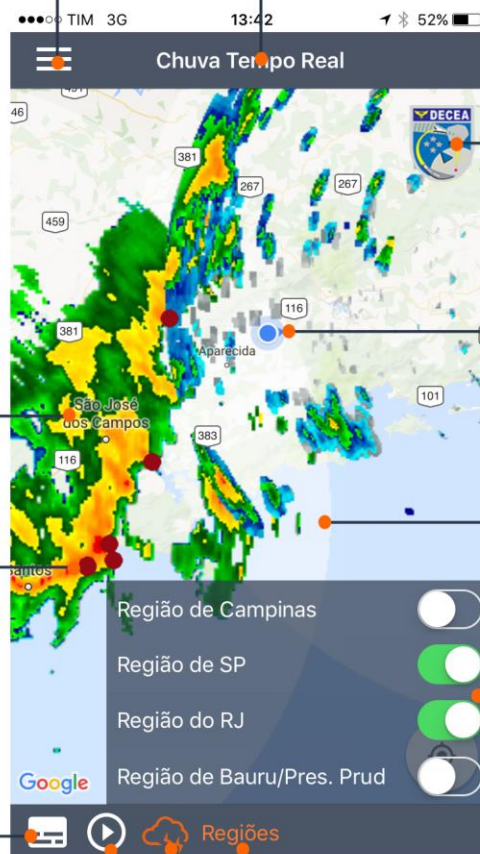 TIM 3G 13:42 52%
Chuva Tempo Real
46
DECEA
381
267
267
459
116
381
Aparecida
101
São José
dos Campos
383
116
Santos
Região de Campinas
Região de SP
Região do RJ
Região de Bauru/Pres. Prud
Google
Regiões